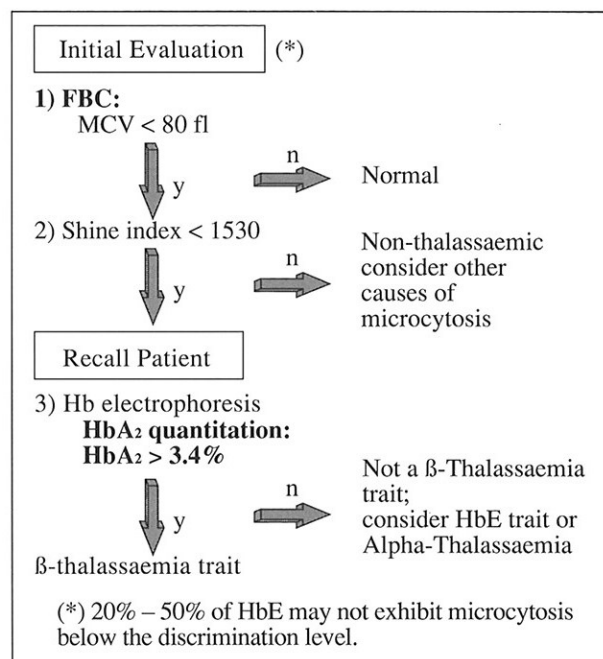 Initial Evaluation (*)
1) FBC:
MCV < 80 fl
n
y
Normal
2) Shine index < 1530
n
y
Non-thalassaemic
consider other
causes of
microcytosis
Recall Patient
3) Hb electrophoresis
HbA2 quantitation:
HbA2 > 3.4%
n
y
Not a ß-Thalassaemia
trait;
consider HbE trait or
Alpha-Thalassaemia
ß-thalassaemia trait
(*) 20% – 50% of HbE may not exhibit microcytosis
below the discrimination level.